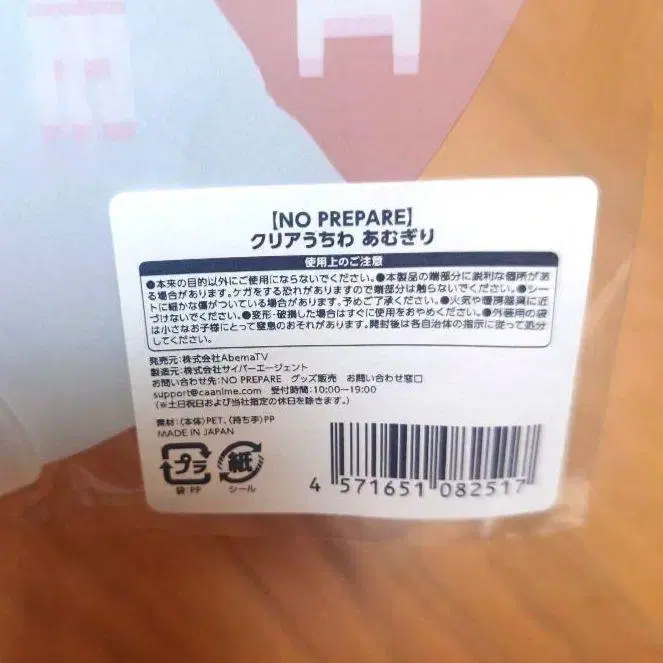 【NO PREPARE】
クリアうちわ あむぎり
使用上のご注意
●本来の目的以外にご使用にならないでください。●本製品の端部分に鋭利な個所があ
る場合があります。ケガをする恐れがありますので端部分は触らないでください。●シー
トに細かな傷がついている場合があります。予めご了承ください。●火気や暖房器具に近
づけないでください。●変形・破損した場合はすぐに使用をおやめください。●外装用の袋
は小さなお子様にとって窒息のおそれがあります。開封後は各自治体の指示に従って処分
してください。
発売元：株式会社AbemaTV
製造元：株式会社サイバーエージェント
お問い合わせ先：NO PREPARE グッズ販売 お問い合わせ窓口
support@caanime.com 受付時間：10:00～19:00
（※土日祝日および当社指定の休日を除きます。）
素材：（本体）PET、（持ち手）PP
MADE IN JAPAN
プラ 紙
袋：PP シール
4 571651 082517